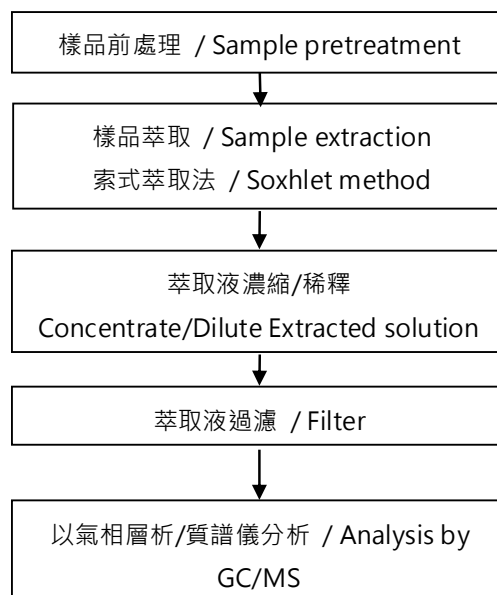 樣品前處理 / Sample pretreatment
樣品萃取 / Sample extraction
索式萃取法 / Soxhlet method
萃取液濃縮/稀釋
Concentrate/Dilute Extracted solution
萃取液過濾 / Filter
以氣相層析/質譜儀分析 / Analysis by
GC/MS